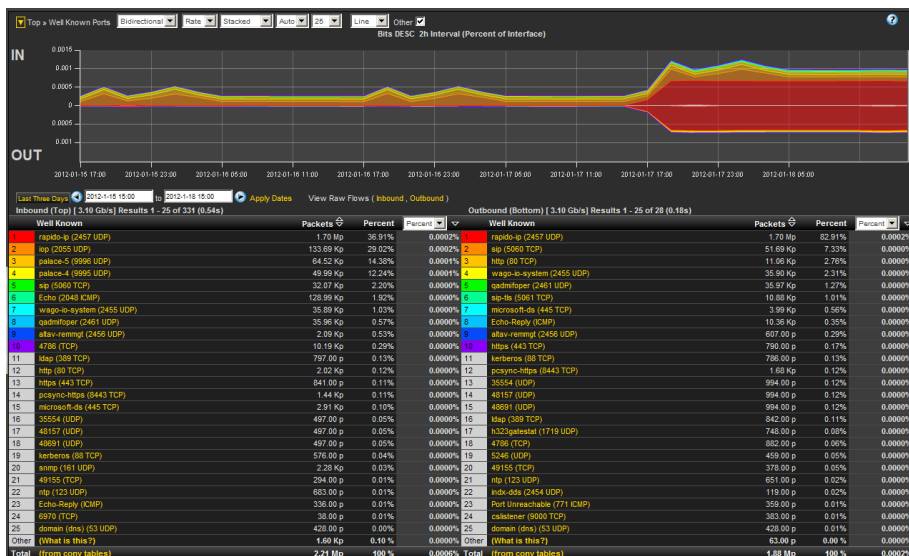 Top » Well Known Ports Bidirectional Rate Stacked Auto 25 Line Other
Bits DESC 2h Interval (Percent of Interface)
IN
0.0015
0.001
0.0005
0
0.0005
0.001
OUT
2012-01-15 17:00 2012-01-15 23:00 2012-01-16 05:00 2012-01-16 11:00 2012-01-16 17:00 2012-01-16 23:00 2012-01-17 05:00 2012-01-17 11:00 2012-01-17 17:00 2012-01-17 23:00 2012-01-18 05:00
Last Three Days 2012-1-15 15:00 to 2012-1-18 15:00 Apply Dates View Raw Flows ( Inbound , Outbound )
Inbound (Top) [ 3.10 Gb/s] Results 1 - 25 of 331 (0.54s) Outbound (Bottom) [ 3.10 Gb/s] Results 1 - 25 of 28 (0.18s)
Well Known Packets Percent Percent Well Known Packets Percent Percent
1 rapido-ip (2457 UDP) 1.70 Mp 36.91% 0.0002% 1 rapido-ip (2457 UDP) 1.70 Mp 82.91% 0.0002%
2 iop (2055 UDP) 133.69 Kp 29.02% 0.0002% 2 sip (5060 TCP) 51.69 Kp 7.33% 0.0000%
3 palace-5 (9996 UDP) 64.52 Kp 14.38% 0.0001% 3 http (80 TCP) 11.06 Kp 2.76% 0.0000%
4 palace-4 (9995 UDP) 49.99 Kp 12.24% 0.0001% 4 wago-io-system (2455 UDP) 35.90 Kp 2.31% 0.0000%
5 sip (5060 TCP) 32.07 Kp 2.20% 0.0000% 5 qadmifoper (2461 UDP) 35.97 Kp 1.27% 0.0000%
6 Echo (2048 ICMP) 128.99 Kp 1.92% 0.0000% 6 sip-tls (5061 TCP) 10.88 Kp 1.01% 0.0000%
7 wago-io-system (2455 UDP) 35.89 Kp 1.03% 0.0000% 7 microsoft-ds (445 TCP) 3.99 Kp 0.56% 0.0000%
8 qadmifoper (2461 UDP) 35.96 Kp 0.57% 0.0000% 8 Echo-Reply (ICMP) 10.36 Kp 0.35% 0.0000%
9 altav-remmgt (2456 UDP) 2.09 Kp 0.53% 0.0000% 9 altav-remmgt (2456 UDP) 607.00 p 0.29% 0.0000%
10 4786 (TCP) 10.19 Kp 0.29% 0.0000% 10 https (443 TCP) 790.00 p 0.17% 0.0000%
11 ldap (389 TCP) 797.00 p 0.13% 0.0000% 11 kerberos (88 TCP) 786.00 p 0.13% 0.0000%
12 http (80 TCP) 2.02 Kp 0.12% 0.0000% 12 pcsync-https (8443 TCP) 1.68 Kp 0.12% 0.0000%
13 https (443 TCP) 841.00 p 0.11% 0.0000% 13 35554 (UDP) 994.00 p 0.12% 0.0000%
14 pcsync-https (8443 TCP) 1.44 Kp 0.11% 0.0000% 14 48157 (UDP) 994.00 p 0.12% 0.0000%
15 microsoft-ds (445 TCP) 2.91 Kp 0.10% 0.0000% 15 48691 (UDP) 994.00 p 0.12% 0.0000%
16 35554 (UDP) 497.00 p 0.05% 0.0000% 16 ldap (389 TCP) 842.00 p 0.11% 0.0000%
17 48157 (UDP) 497.00 p 0.05% 0.0000% 17 h323gatestat (1719 UDP) 748.00 p 0.08% 0.0000%
18 48691 (UDP) 497.00 p 0.05% 0.0000% 18 4786 (TCP) 882.00 p 0.06% 0.0000%
19 kerberos (88 TCP) 576.00 p 0.04% 0.0000% 19 5246 (UDP) 459.00 p 0.05% 0.0000%
20 snmp (161 UDP) 2.28 Kp 0.03% 0.0000% 20 49155 (TCP) 378.00 p 0.05% 0.0000%
21 49155 (TCP) 294.00 p 0.01% 0.0000% 21 ntp (123 UDP) 651.00 p 0.02% 0.0000%
22 ntp (123 UDP) 683.00 p 0.01% 0.0000% 22 indx-dds (2454 UDP) 119.00 p 0.02% 0.0000%
23 Echo-Reply (ICMP) 336.00 p 0.01% 0.0000% 23 Port Unreachable (771 ICMP) 359.00 p 0.01% 0.0000%
24 6970 (TCP) 38.00 p 0.01% 0.0000% 24 cslistener (9000 TCP) 383.00 p 0.01% 0.0000%
25 domain (dns) (53 UDP) 428.00 p 0.00% 0.0000% 25 domain (dns) (53 UDP) 428.00 p 0.01% 0.0000%
Other (What is this?) 1.60 Kp 0.10 % 0.0000% Other (What is this?) 63.00 p 0.00 % 0.0000%
Total (from conv tables) 2.21 Mp 100 % 0.0006% Total (from conv tables) 1.88 Mp 100 % 0.0002%